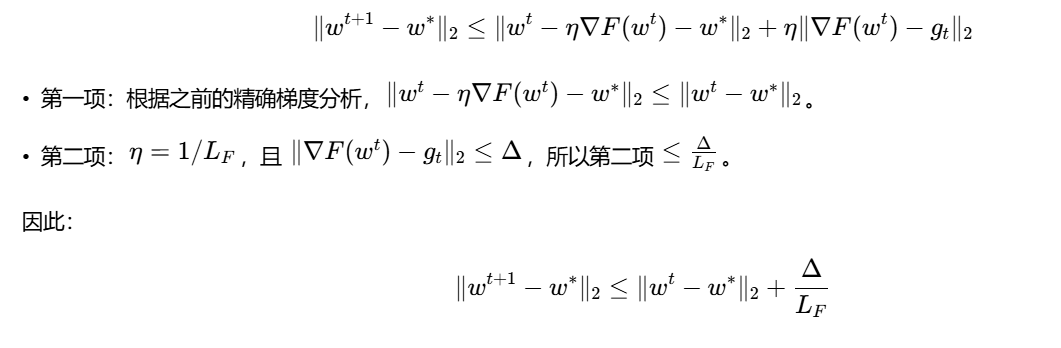 ‖w^{t+1} − w^*‖_2 ≤ ‖w^t − η∇F(w^t) − w^*‖_2 + η‖∇F(w^t) − g_t‖_2
• 第一项：根据之前的精确梯度分析，‖w^t − η∇F(w^t) − w^*‖_2 ≤ ‖w^t − w^*‖_2。
• 第二项：η = 1/L_F，且 ‖∇F(w^t) − g_t‖_2 ≤ Δ，所以第二项 ≤ \frac{Δ}{L_F}。
因此：
‖w^{t+1} − w^*‖_2 ≤ ‖w^t − w^*‖_2 + \frac{Δ}{L_F}